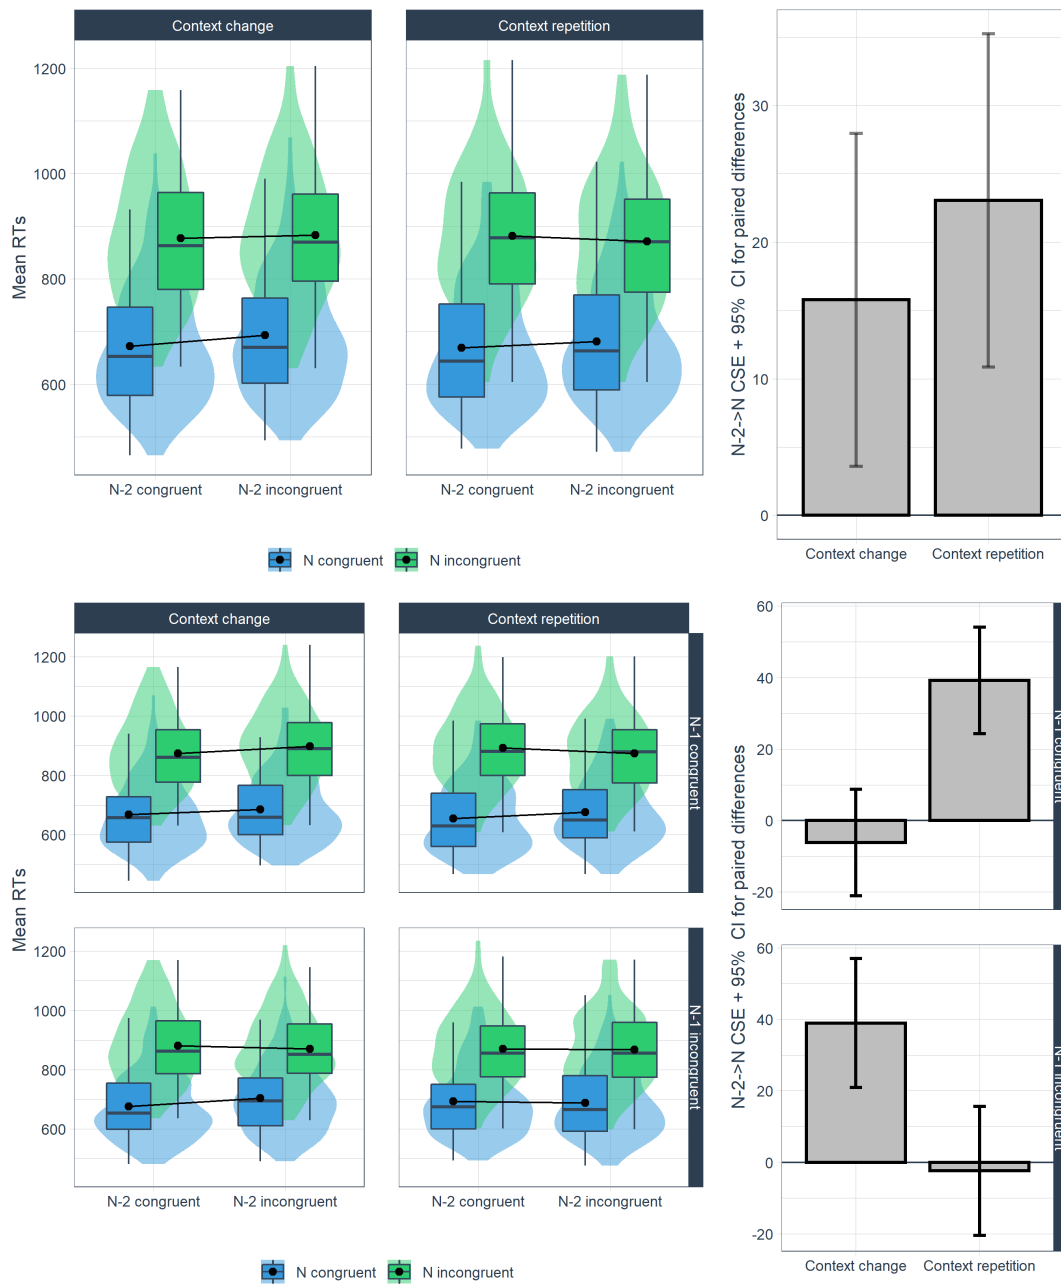 Context change
Context repetition
Mean RTs
1200
1000
800
600
N-2 congruent
N-2 incongruent
N-2 congruent
N-2 incongruent
N congruent
N incongruent
N-2->N CSE + 95%  CI for paired differences
30
20
10
0
Context change
Context repetition
Context change
Context repetition
Mean RTs
1200
1000
800
600
N-1 congruent
1200
1000
800
600
N-1 incongruent
N-2 congruent
N-2 incongruent
N-2 congruent
N-2 incongruent
N congruent
N incongruent
N-2->N CSE + 95%  CI for paired differences
60
40
20
0
-20
N-1 congruent
60
40
20
0
-20
N-1 incongruent
Context change
Context repetition